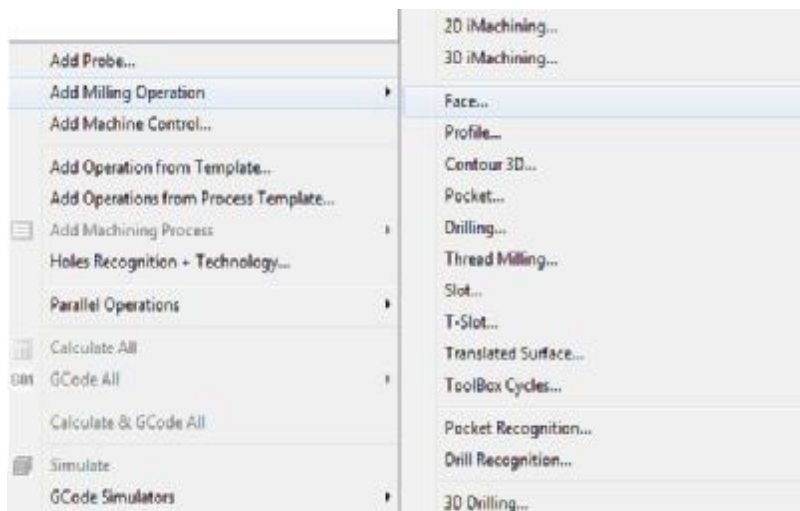 Add Probe...
Add Milling Operation
Add Machine Control...
Add Operation from Template...
Add Operations from Process Template...
Add Machining Process
Holes Recognition + Technology...
Parallel Operations
Calculate All
G01 GCode All
Calculate & GCode All
Simulate
GCode Simulators
2D iMachining...
3D iMachining...
Face...
Profile...
Contour 3D...
Pocket...
Drilling...
Thread Milling...
Slot...
T-Slot...
Translated Surface...
ToolBox Cycles...
Pocket Recognition...
Drill Recognition...
3D Drilling...